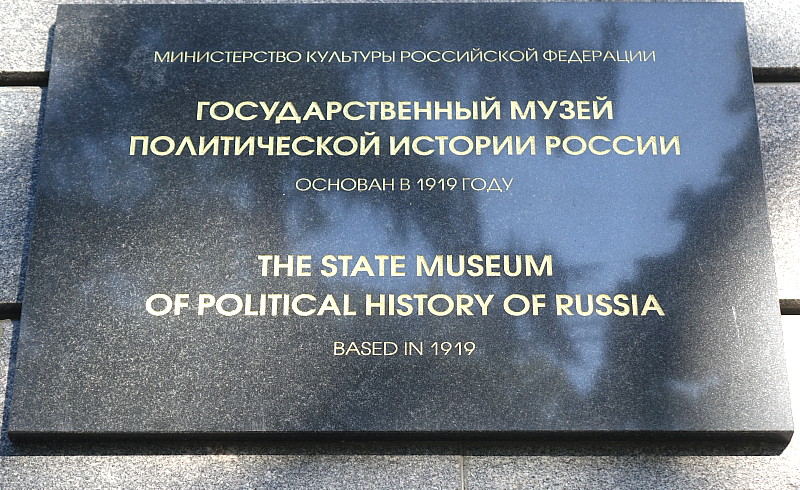 МИНИСТЕРСТВО КУЛЬТУРЫ РОССИЙСКОЙ ФЕДЕРАЦИИ
ГОСУДАРСТВЕННЫЙ МУЗЕЙ
ПОЛИТИЧЕСКОЙ ИСТОРИИ РОССИИ
ОСНОВАН В 1919 ГОДУ
THE STATE MUSEUM
OF POLITICAL HISTORY OF RUSSIA
BASED IN 1919